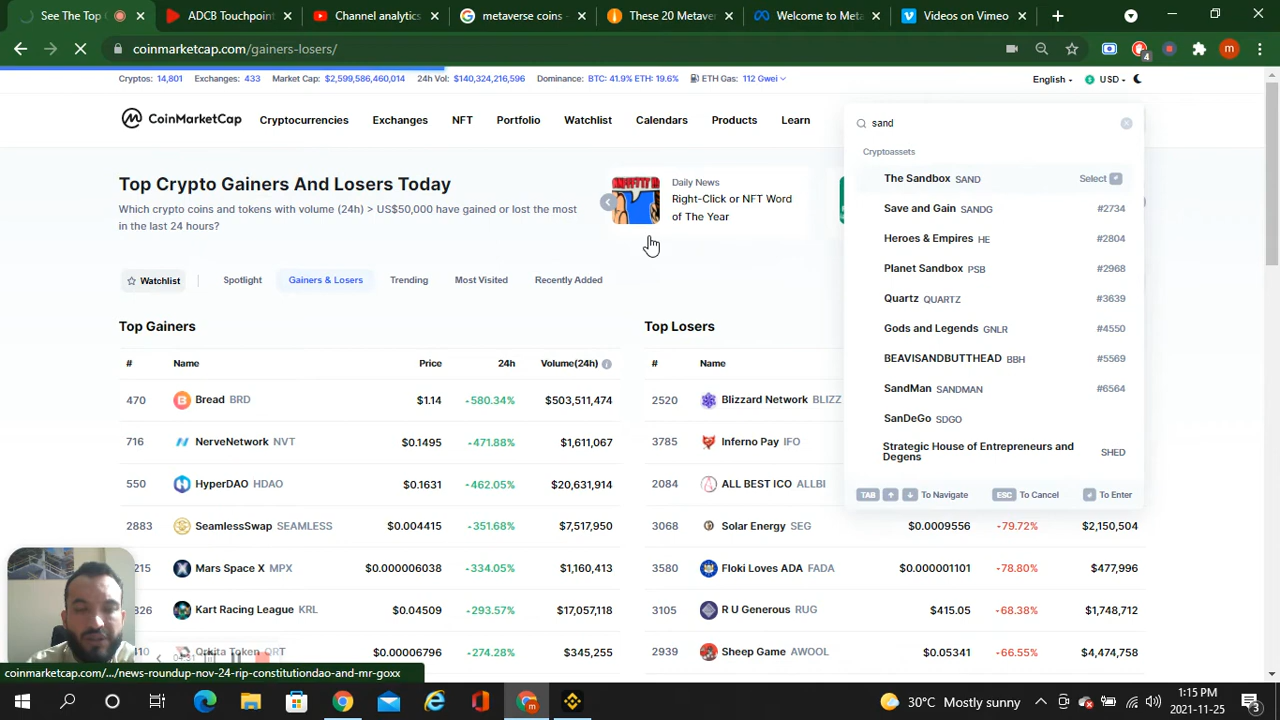 See The Top
ADCB Touchpoint
Channel analytics
metaverse coins -
These 20 Metaver
Welcome to Meta
Videos on Vimeo
coinmarketcap.com/gainers-losers/
4
m
Cryptos: 14,801 Exchanges: 433 Market Cap: $2,599,586,460,014 24h Vol: $140,324,216,596 Dominance: BTC: 41.9% ETH: 19.6% ETH Gas: 112 Gwei
English USD
CoinMarketCap Cryptocurrencies Exchanges NFT Portfolio Watchlist Calendars Products Learn
sand
Cryptoassets
The Sandbox SAND Select
Save and Gain SANDG #2734
Heroes & Empires HE #2804
Planet Sandbox PSB #2968
Quartz QUARTZ #3639
Gods and Legends GNLR #4550
BEAVISANDBUTTHEAD BBH #5569
SandMan SANDMAN #6564
SanDeGo SDGO
Strategic House of Entrepreneurs and Degens SHED
TAB To Navigate ESC To Cancel To Enter
Top Crypto Gainers And Losers Today
Which crypto coins and tokens with volume (24h) > US$50,000 have gained or lost the most
in the last 24 hours?
Daily News
Right-Click or NFT Word
of The Year
Watchlist Spotlight Gainers & Losers Trending Most Visited Recently Added
Top Gainers
# Name Price 24h Volume(24h)
470 Bread BRD $1.14 580.34% $503,511,474
716 NerveNetwork NVT $0.1495 471.88% $1,611,067
550 HyperDAO HDAO $0.1631 462.05% $20,631,914
2883 SeamlessSwap SEAMLESS $0.004415 351.68% $7,517,950
215 Mars Space X MPX $0.000006038 334.05% $1,160,413
826 Kart Racing League KRL $0.04509 293.57% $17,057,118
10 Orkita Token ORT $0.00006796 274.28% $345,255
Top Losers
# Name
2520 Blizzard Network BLIZZ
3785 Inferno Pay IFO
2084 ALL BEST ICO ALLBI
3068 Solar Energy SEG $0.0009556 -79.72% $2,150,504
3580 Floki Loves ADA FADA $0.000001101 -78.80% $477,996
3105 R U Generous RUG $415.05 -68.38% $1,748,712
2939 Sheep Game AWOOL $0.05341 -66.55% $4,474,758
04:31
coinmarketcap.com/.../news-roundup-nov-24-rip-constitutiondao-and-mr-goxx
30°C Mostly sunny
1:15 PM
2021-11-25
3